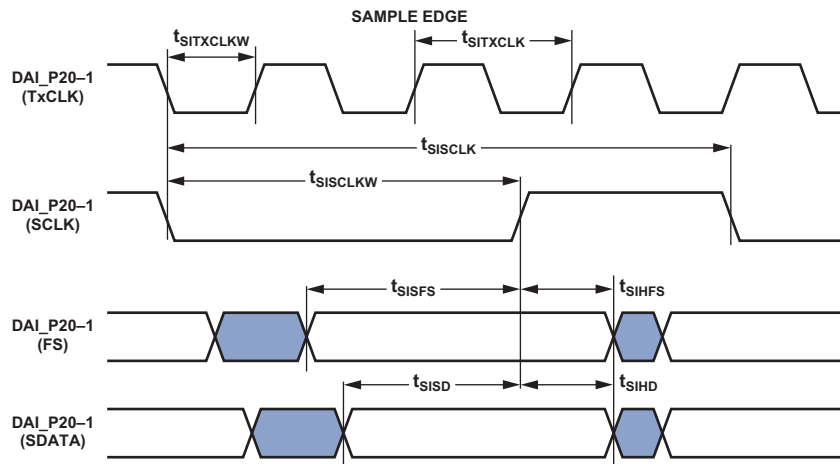 SAMPLE EDGE
tSITXCLKW
tSITXCLK
DAI_P20–1
(TxCLK)
tSISCLK
tSISCLKW
DAI_P20–1
(SCLK)
tSISFS
tSIHFS
DAI_P20–1
(FS)
tSISD
tSIHD
DAI_P20–1
(SDATA)